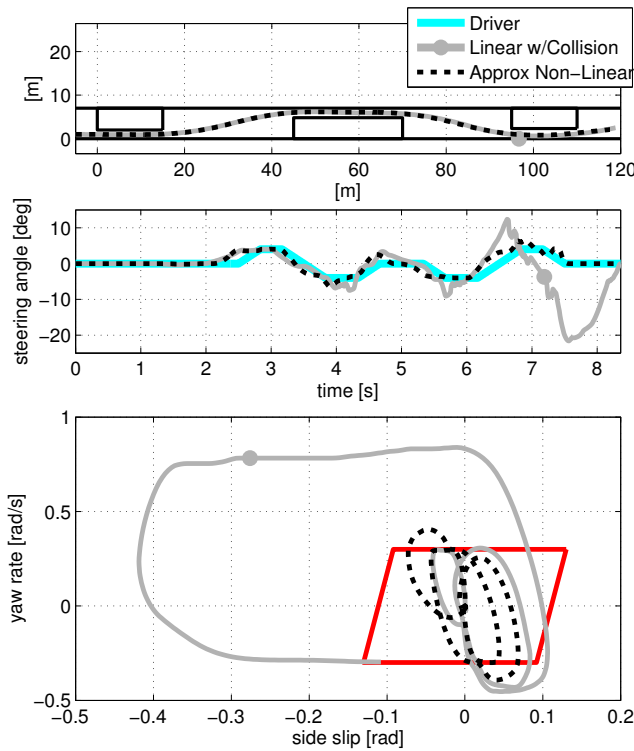 Driver
Linear w/Collision
Approx Non−Linear
20
10
0
[m]
0 20 40 60 80 100 120
[m]
10
0
−10
−20
steering angle [deg]
0 1 2 3 4 5 6 7 8
time [s]
1
0.5
0
−0.5
yaw rate [rad/s]
−0.5 −0.4 −0.3 −0.2 −0.1 0 0.1 0.2
side slip [rad]